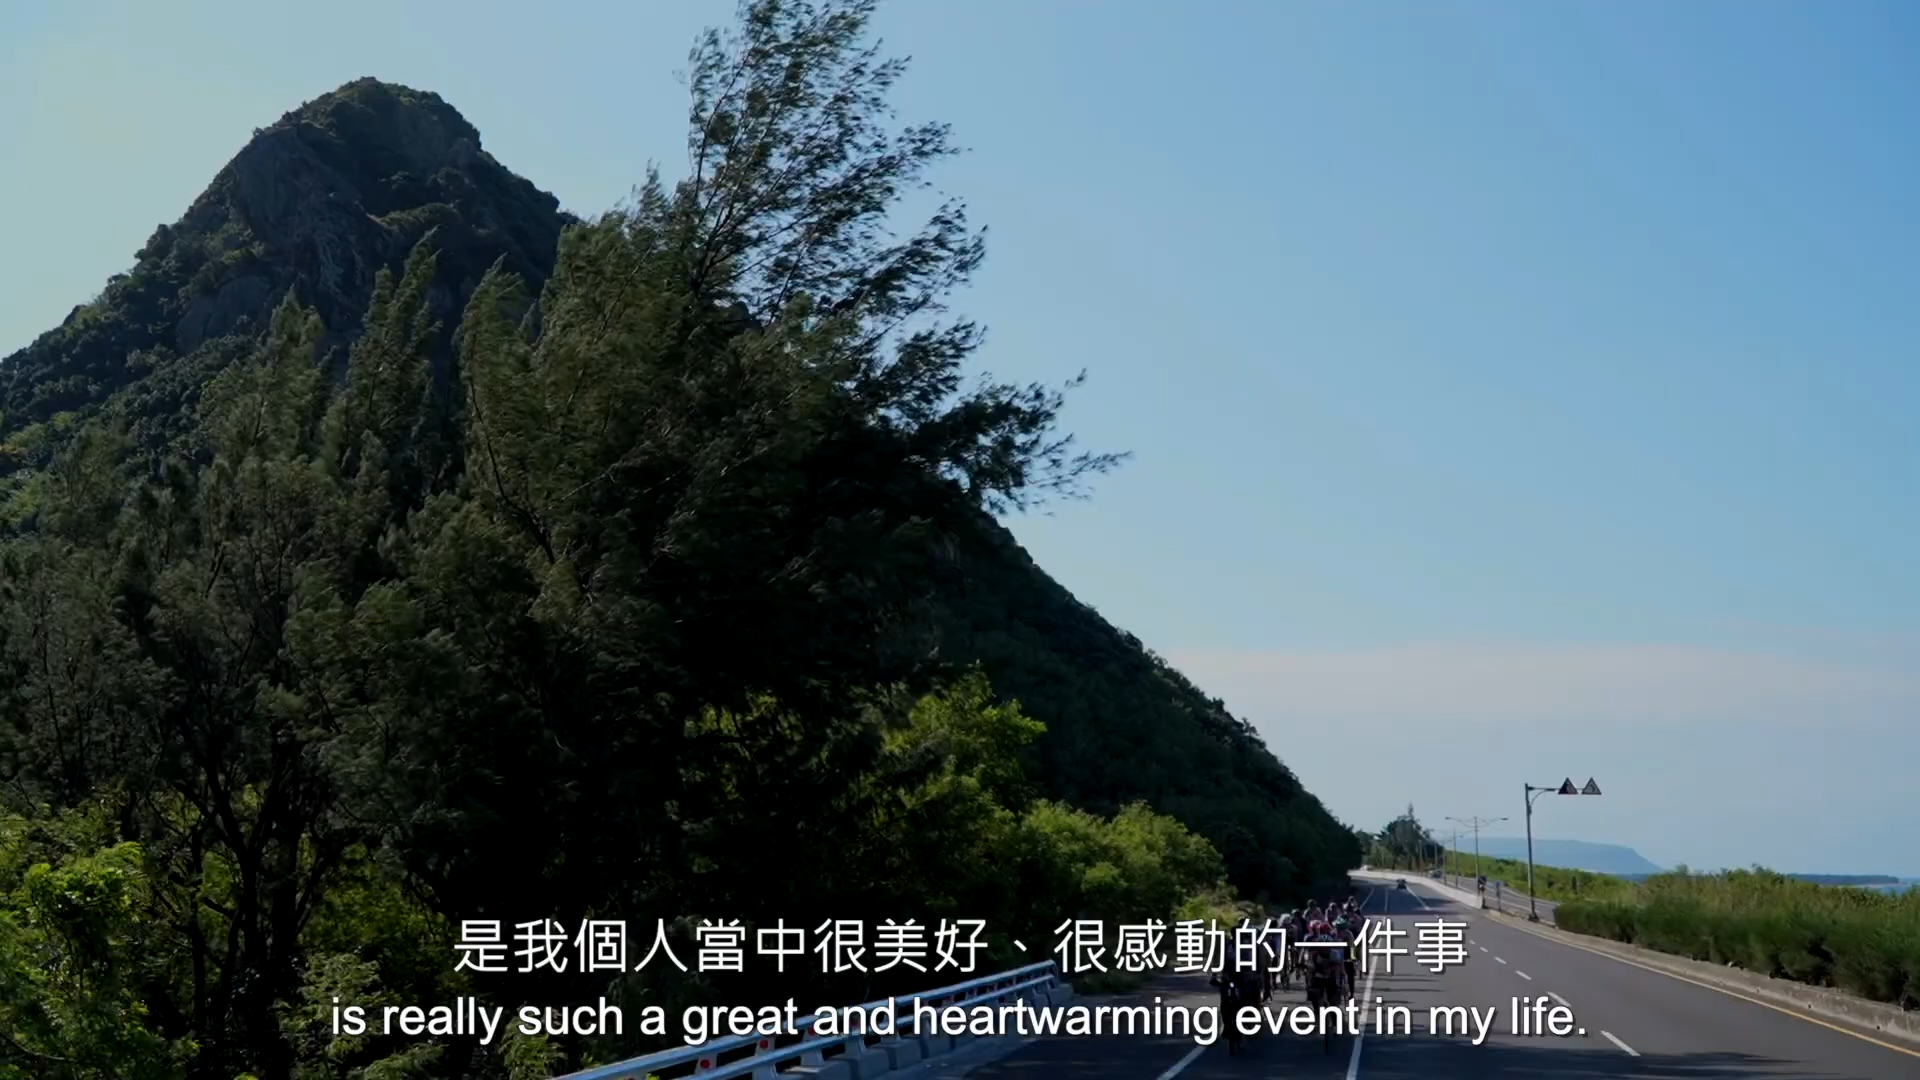 是我個人當中很美好、很感動的一件事
is really such a great and heartwarming event in my life.